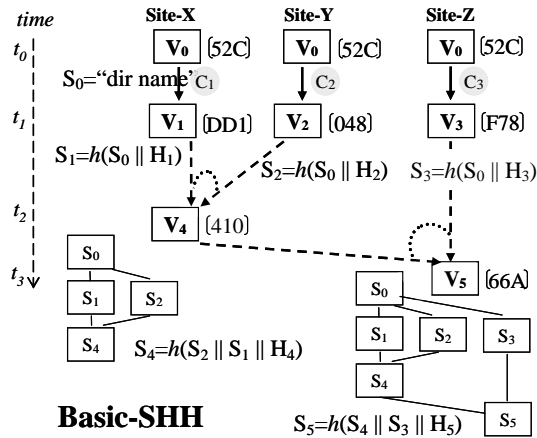 time Site-X Site-Y Site-Z
t0 V0 [52C] V0 [52C] V0 [52C]
S0="dir name" C1 C2 C3
t1 V1 [DD1] V2 [048] V3 [F78]
S1=h(S0 || H1) S2=h(S0 || H2) S3=h(S0 || H3)
t2 V4 [410]
t3 V5 [66A]
S0
S1 S2
S4
S4=h(S2 || S1 || H4)
S0
S1 S2 S3
S4
S5
Basic-SHH
S5=h(S4 || S3 || H5)